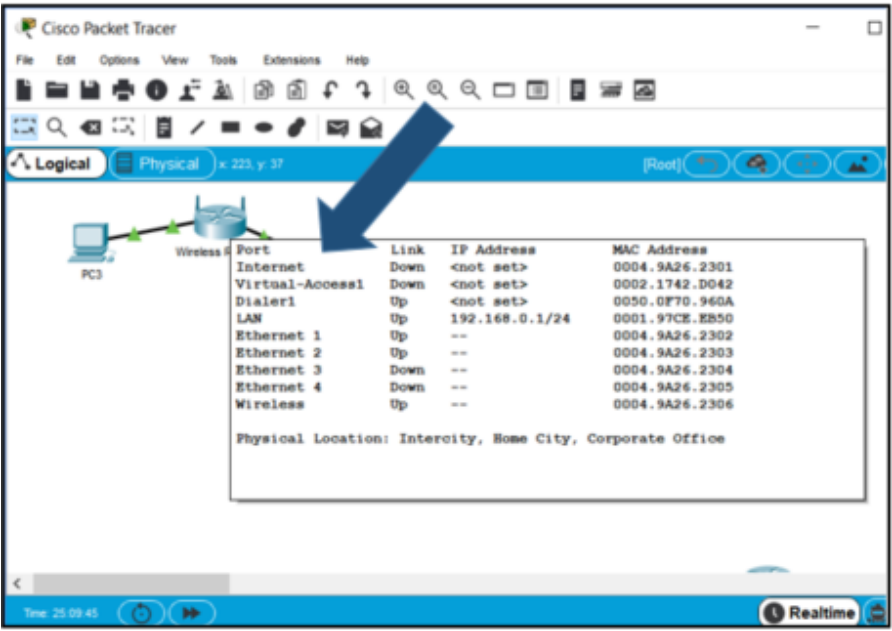 Cisco Packet Tracer
File Edit Options View Tools Extensions Help
Logical Physical x: 223, y: 37 [Root]
PC3
Wireless
Port Link IP Address MAC Address
Internet Down <not set> 0004.9A26.2301
Virtual-Access1 Down <not set> 0002.1742.D042
Dialer1 Up <not set> 0050.0F70.960A
LAN Up 192.168.0.1/24 0001.97CE.EB50
Ethernet 1 Up -- 0004.9A26.2302
Ethernet 2 Up -- 0004.9A26.2303
Ethernet 3 Down -- 0004.9A26.2304
Ethernet 4 Down -- 0004.9A26.2305
Wireless Up -- 0004.9A26.2306
Physical Location: Intercity, Home City, Corporate Office
Time: 25:09:45 Realtime